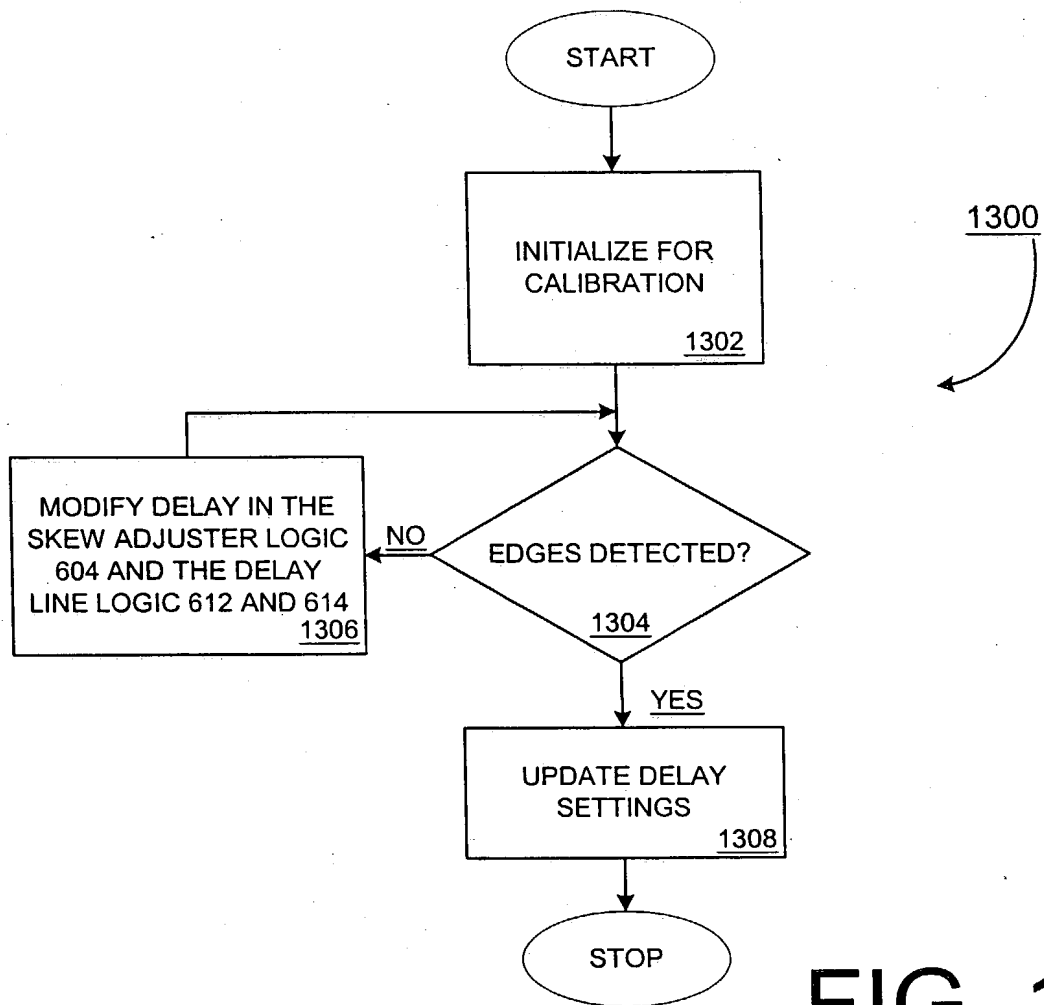 START
1300
INITIALIZE FOR
CALIBRATION
1302
MODIFY DELAY IN THE
SKEW ADJUSTER LOGIC
604 AND THE DELAY
LINE LOGIC 612 AND 614
1306
NO
EDGES DETECTED?
1304
YES
UPDATE DELAY
SETTINGS
1308
STOP
FIG.